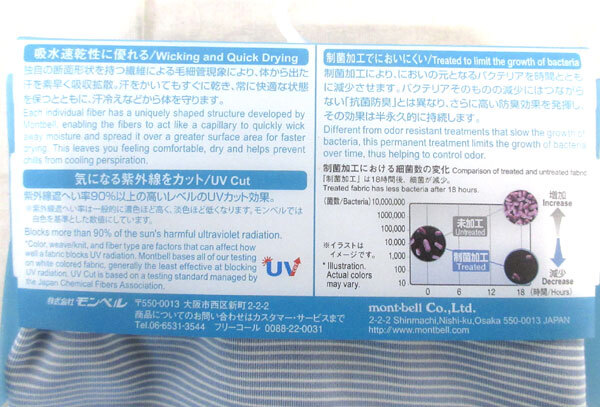 吸水速乾性に優れる/Wicking and Quick Drying
独自の断面形状を持つ繊維による毛細管現象により、体から出た
汗を素早く吸収拡散。汗をかいてもすぐに乾き、常に快適な状態
を保つとともに、汗冷えなどから体を守ります。
Each individual fiber has a uniquely shaped structure developed by
Montbell enabling the fibers to act like a capillary to quickly wick
away moisture and spread it over a greater surface area for faster
drying. This leaves you feeling comfortable, dry and helps prevent
chills from cooling perspiration.
気になる紫外線をカット/UV Cut
紫外線遮へい率90%以上の高いレベルのUVカット効果。
※紫外線遮へい率は一般的に濃色ほど高く、淡色ほど低くなります。モンベルでは
白色を基準とした数値にしています。
Blocks more than 90% of the sun's harmful ultraviolet radiation.
*Color, weave/knit, and fiber type are factors that can affect how
well a fabric blocks UV radiation. Montbell bases all of our testing
on white colored fabric, generally the least effective at blocking
UV radiation. UV Cut is based on a testing standard managed by
the Japan Chemical Fibers Association.
UV
制菌加工でにおいにくい/Treated to limit the growth of bacteria
制菌加工により、においの元となるバクテリアを時間ととも
に減少させます。バクテリアそのものの減少にはつながら
ない「抗菌防臭」とは異なり、さらに高い防臭効果を発揮し、
その効果は半永久的に持続します。
Different from odor resistant treatments that slow the growth of
bacteria, this permanent treatment limits the growth of bacteria
over time, thus helping to control odor.
制菌加工における細菌数の変化 Comparison of treated and untreated fabric
「制菌加工」は18時間後、細菌が減少。
Treated fabric has less bacteria after 18 hours.
(菌数/Bacteria) 10,000,000
1000,000
100,000
10,000
1,000
100
10
※イラストは
イメージです。
* Illustration.
Actual colors
may vary.
未加工
Untreated
制菌加工
Treated
増加
Increase
減少
Decrease
0 6 12 18 (時間/Hours)
株式会社 モンベル 〒550-0013 大阪市西区新町2-2-2
商品についてのお問い合わせはカスタマー・サービスまで
Tel.06-6531-3544 フリーコール 0088-22-0031
mont-bell Co.,Ltd.
2-2-2 Shinmachi,Nishi-ku,Osaka 550-0013 JAPAN
http://www.montbell.com